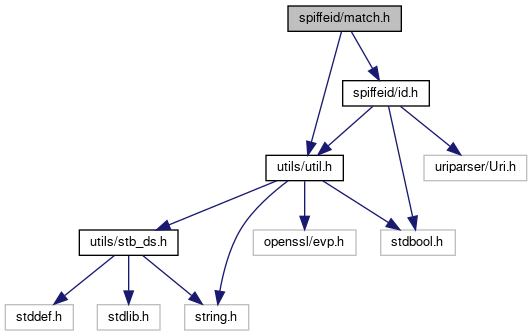 spiffeid/match.h
spiffeid/id.h
utils/util.h
uriparser/Uri.h
utils/stb_ds.h
openssl/evp.h
stdbool.h
stddef.h
stdlib.h
string.h